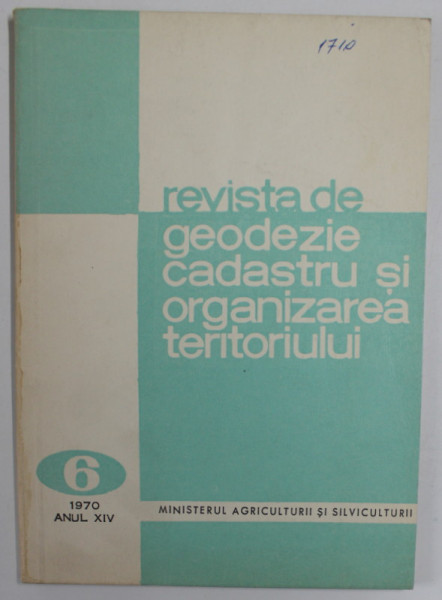 1710
revista de
geodezie
cadastru și
organizarea
teritoriului
6
1970
ANUL XIV
MINISTERUL AGRICULTURII ȘI SILVICULTURII